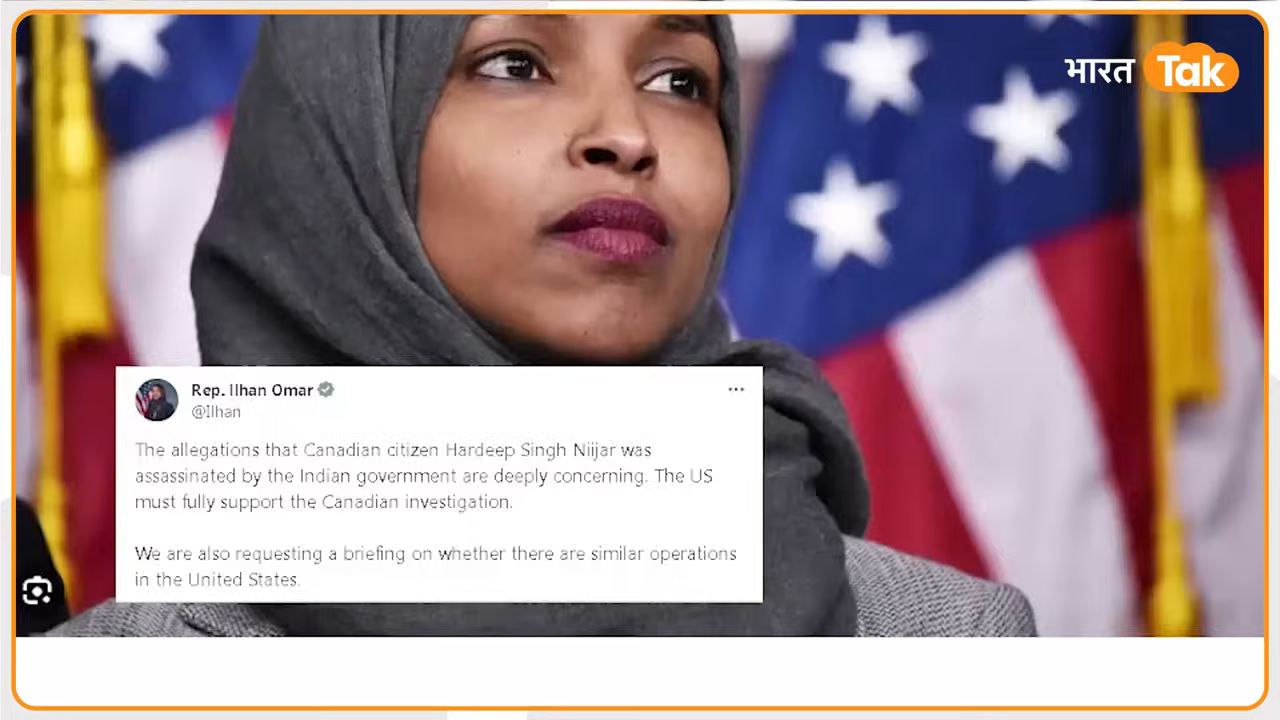 भारत Tak
Rep. Ilhan Omar
@Ilhan
The allegations that Canadian citizen Hardeep Singh Niijar was
assassinated by the Indian government are deeply concerning. The US
must fully support the Canadian investigation.
We are also requesting a briefing on whether there are similar operations
in the United States.